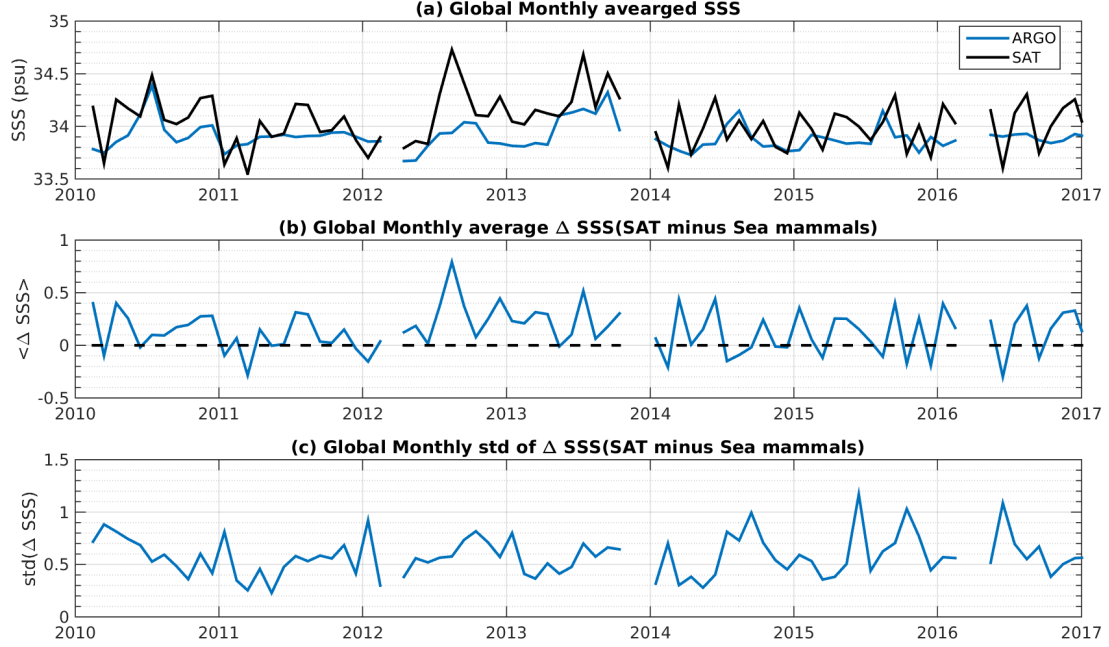 (a) Global Monthly avearged SSS
35
34.5
34
33.5
SSS (psu)
ARGO
SAT
2010 2011 2012 2013 2014 2015 2016 2017
(b) Global Monthly average Δ SSS(SAT minus Sea mammals)
1
0.5
0
-0.5
<Δ SSS>
2010 2011 2012 2013 2014 2015 2016 2017
(c) Global Monthly std of Δ SSS(SAT minus Sea mammals)
1.5
1
0.5
0
std(Δ SSS)
2010 2011 2012 2013 2014 2015 2016 2017